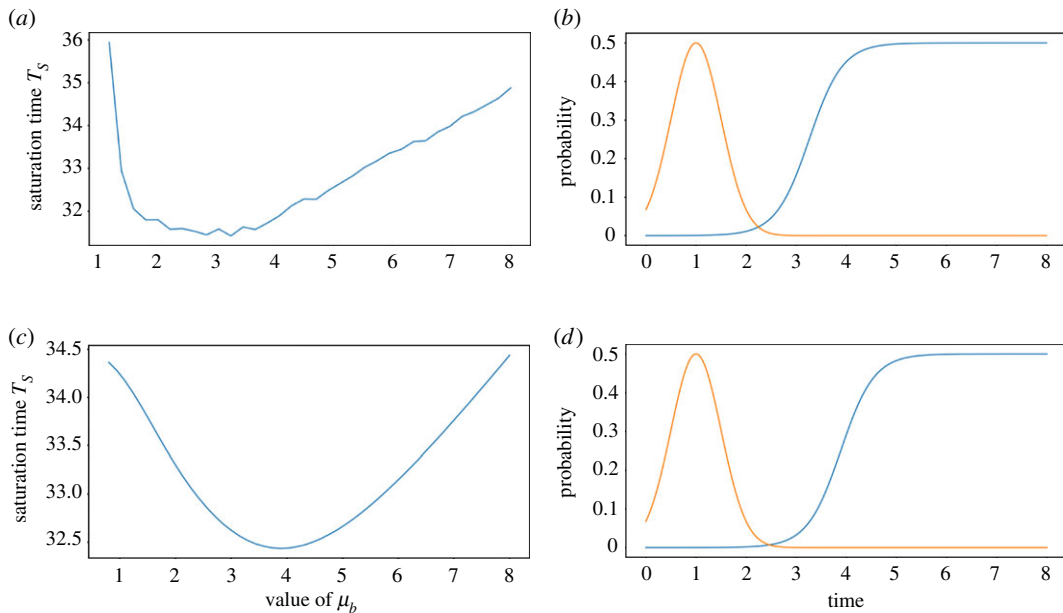 (a)
saturation time T_S
36
35
34
33
32
1 2 3 4 5 6 7 8
(b)
probability
0.5
0.4
0.3
0.2
0.1
0
0 1 2 3 4 5 6 7 8
(c)
saturation time T_S
34.5
34.0
33.5
33.0
32.5
1 2 3 4 5 6 7 8
value of μ_b
(d)
probability
0.5
0.4
0.3
0.2
0.1
0
0 1 2 3 4 5 6 7 8
time